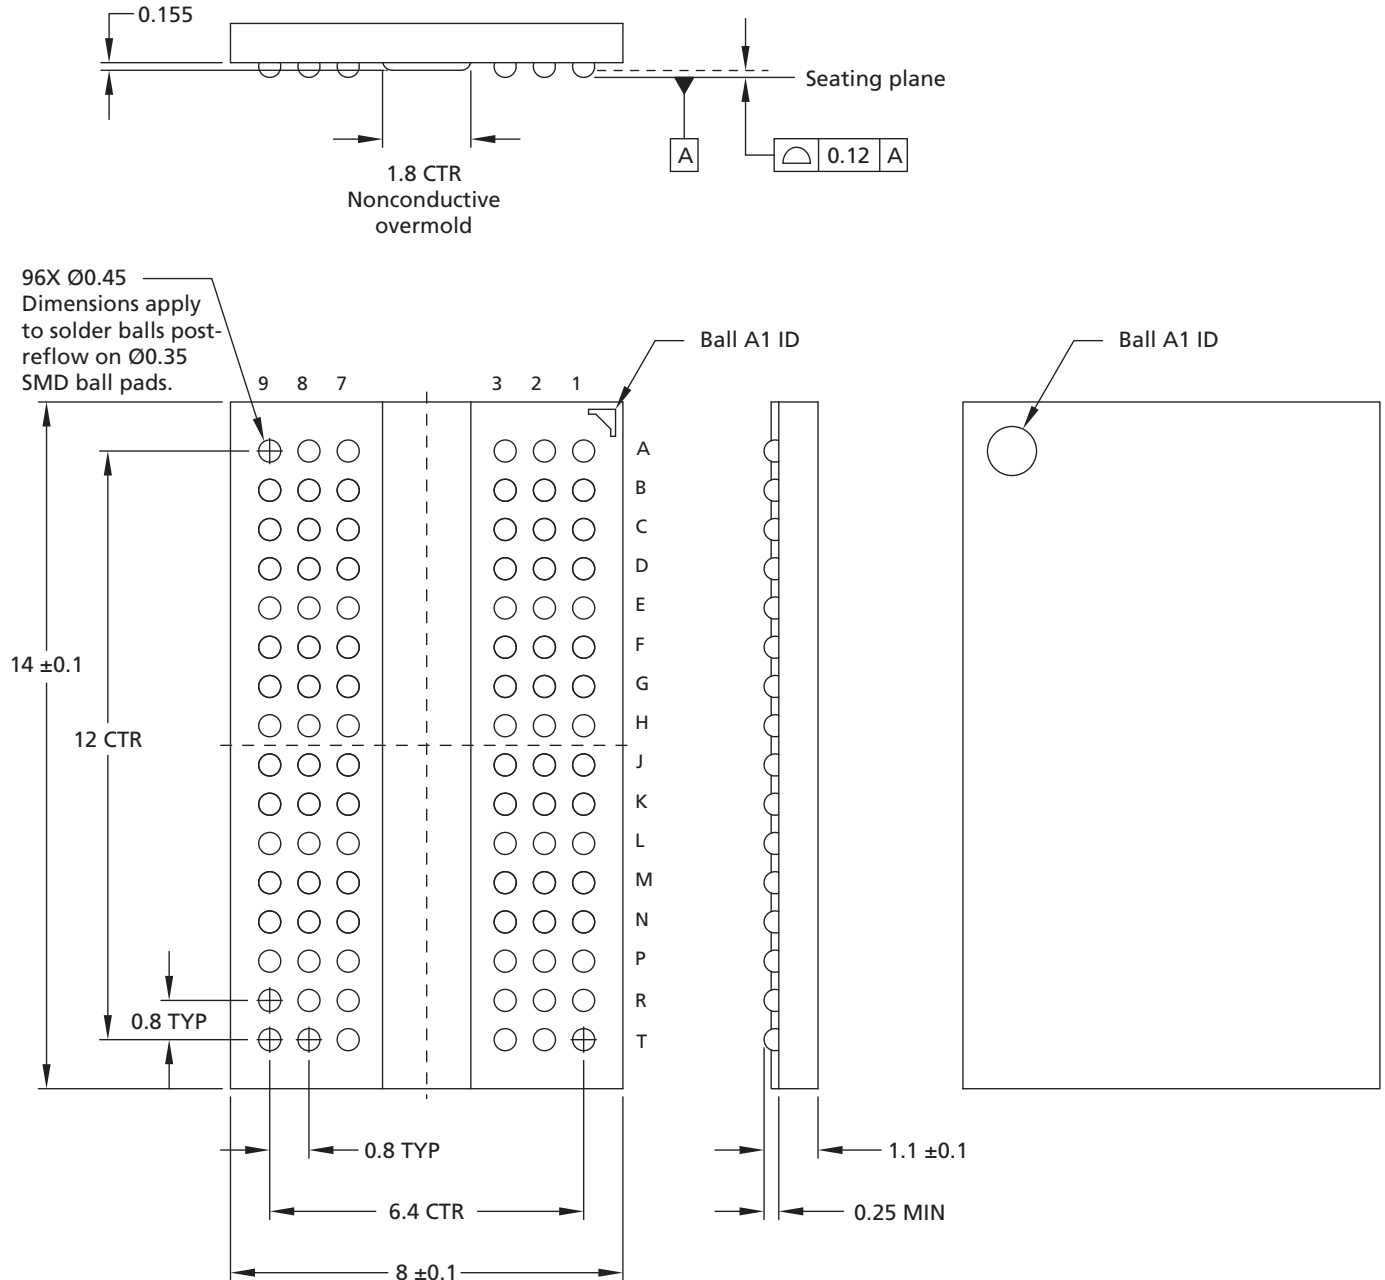 0.155
Seating plane
A
0.12 A
1.8 CTR
Nonconductive
overmold
96X Ø0.45
Dimensions apply
to solder balls post-
reflow on Ø0.35
SMD ball pads.
Ball A1 ID
Ball A1 ID
9 8 7 3 2 1
A
B
C
D
E
F
G
H
J
K
L
M
N
P
R
T
14 ±0.1
12 CTR
0.8 TYP
0.8 TYP
1.1 ±0.1
6.4 CTR
0.25 MIN
8 ±0.1